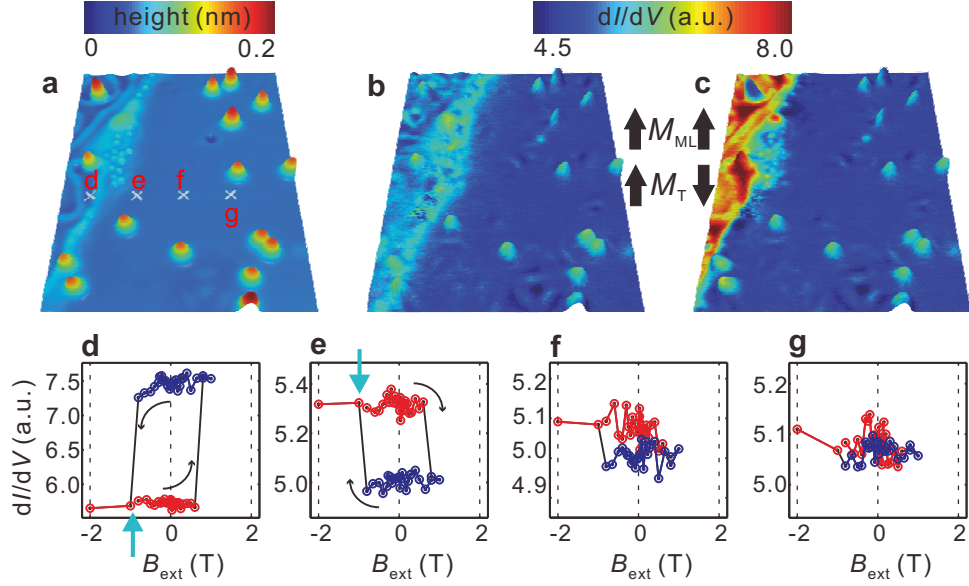 height (nm)
0 0.2
dI/dV (a.u.)
4.5 8.0
a
b
c
d e f
g
M_ML
M_T
d
e
f
g
dI/dV (a.u.)
7.5
7.0
6.5
5.8
5.4
5.2
5.0
5.2
5.1
5.0
4.9
5.2
5.1
5.0
-2 0 2
-2 0 2
-2 0 2
-2 0 2
B_ext (T)
B_ext (T)
B_ext (T)
B_ext (T)